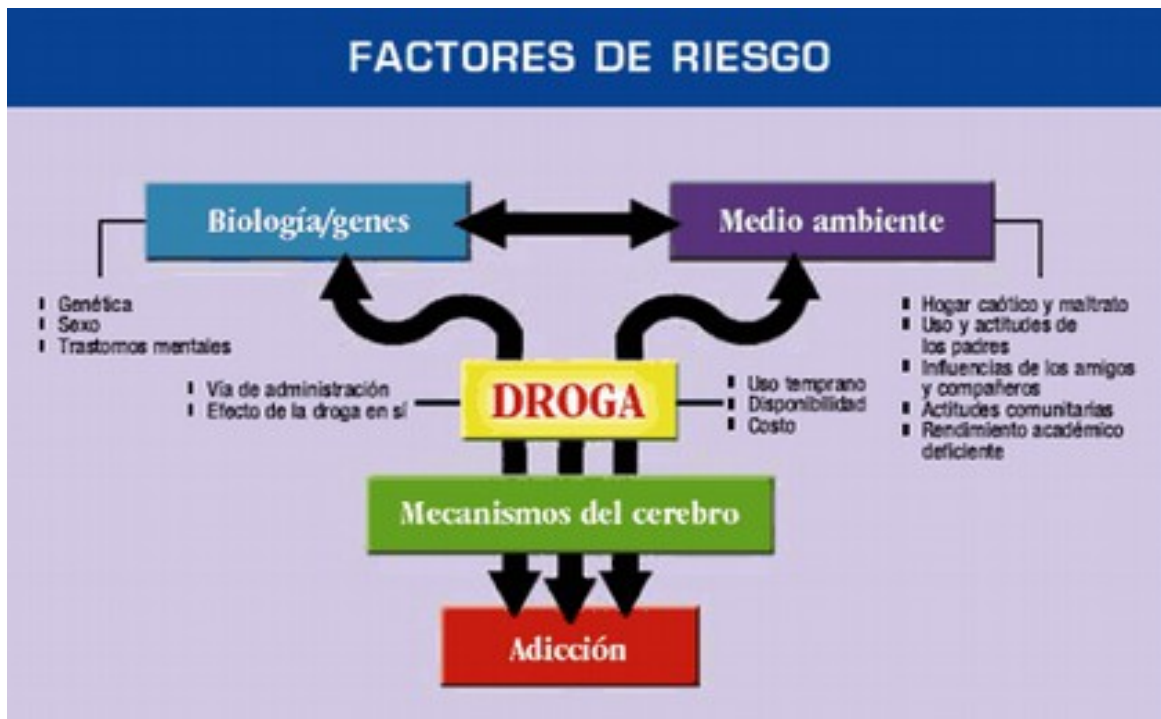 FACTORES DE RIESGO
Biología/genes
Medio ambiente
Genética
Sexo
Trastornos mentales
Hogar caótico y maltrato
Uso y actitudes de
los padres
Influencias de los amigos
y compañeros
Actitudes comunitarias
Rendimiento académico
deficiente
Vía de administración
Efecto de la droga en sí
DROGA
Uso temprano
Disponibilidad
Costo
Mecanismos del cerebro
Adicción